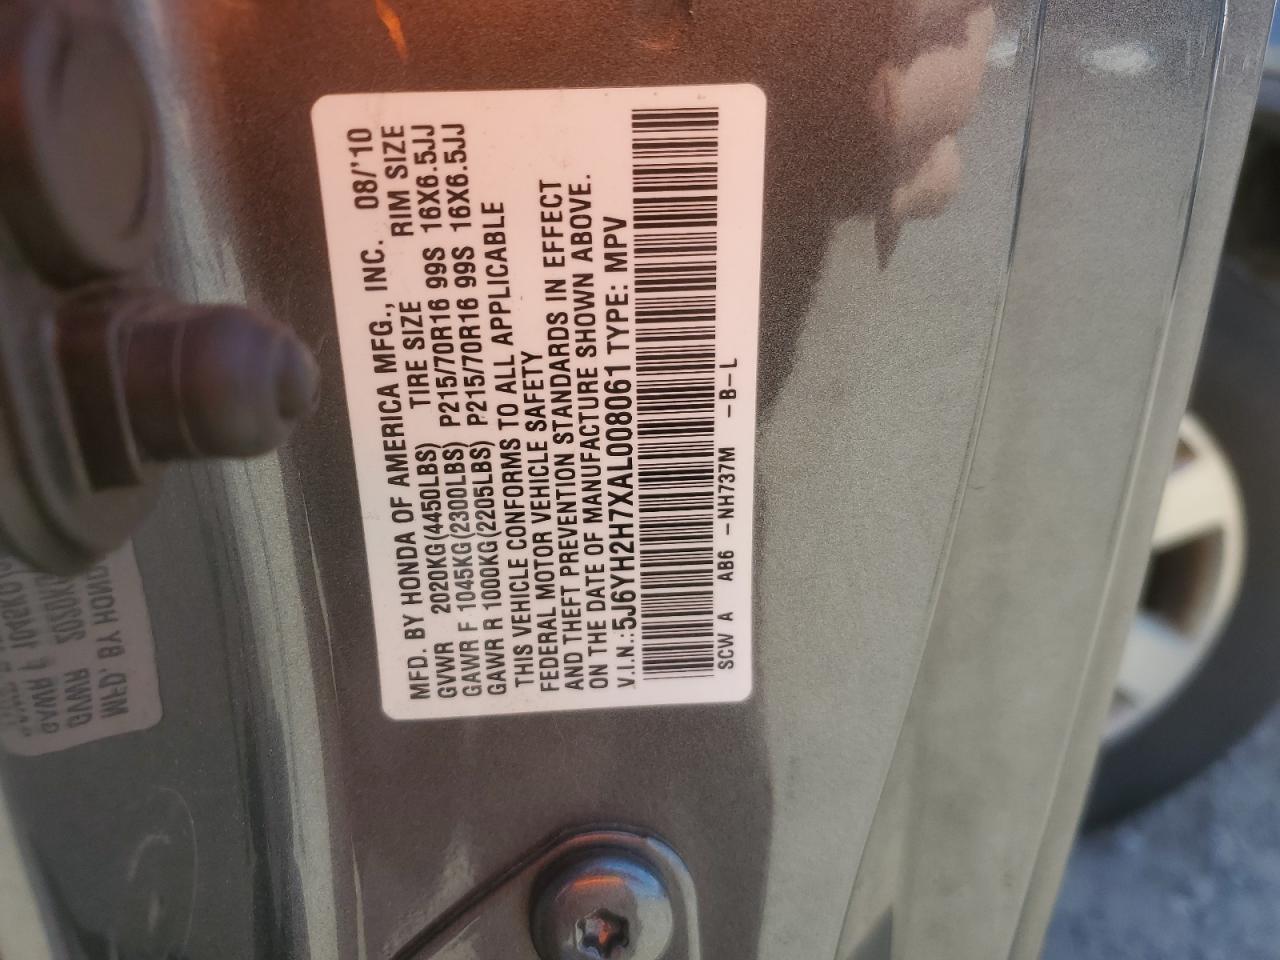 MFD. BY HONDA OF AMERICA MFG., INC. 08/'10
GVWR 2020KG(4450LBS) TIRE SIZE RIM SIZE
GAWR F 1045KG(2300LBS) P215/70R16 99S 16X6.5JJ
GAWR R 1000KG(2205LBS) P215/70R16 99S 16X6.5JJ
THIS VEHICLE CONFORMS TO ALL APPLICABLE
FEDERAL MOTOR VEHICLE SAFETY
AND THEFT PREVENTION STANDARDS IN EFFECT
ON THE DATE OF MANUFACTURE SHOWN ABOVE.
V.I.N.:5J6YH2H7XAL008061 TYPE: MPV
SCW A AB6 -NH737M -B-L